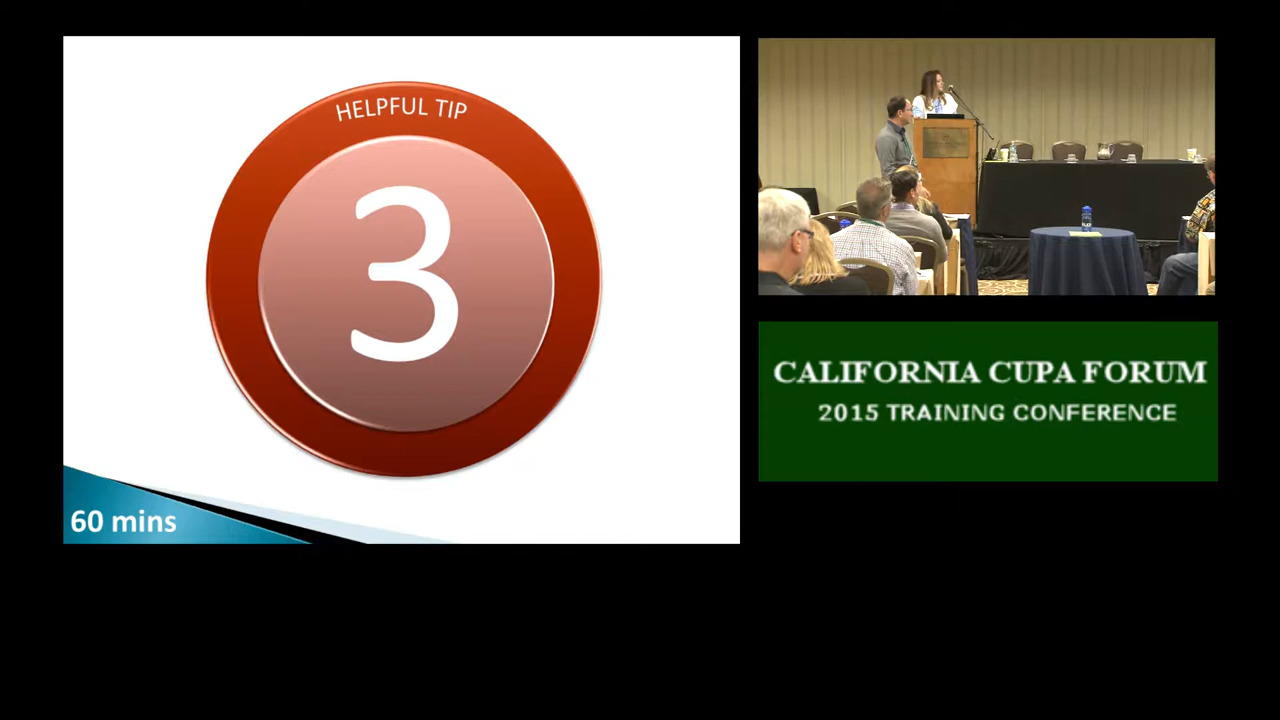 HELPFUL TIP
3
60 mins
CALIFORNIA CUPA FORUM
2015 TRAINING CONFERENCE